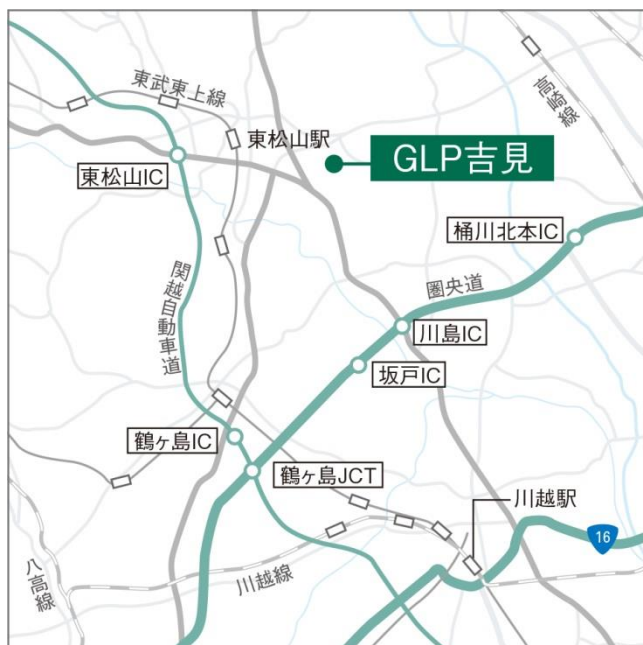 東武東上線
高崎線
東松山駅
GLP吉見
東松山IC
桶川北本IC
関越自動車道
圏央道
川島IC
坂戸IC
鶴ヶ島IC
鶴ヶ島JCT
川越駅
16
川越線
八高線